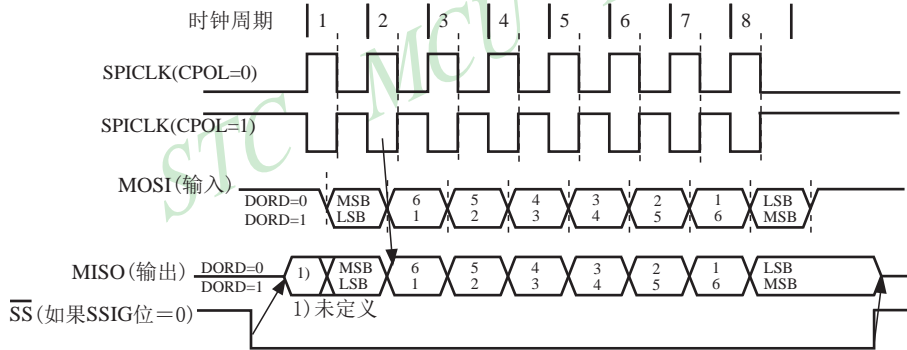 时钟周期 1 2 3 4 5 6 7 8
SPICLK(CPOL=0)
SPICLK(CPOL=1)
STC MCU
MOSI(输入)
DORD=0 MSB 6 5 4 3 2 1 LSB
DORD=1 LSB 1 2 3 4 5 6 MSB
MISO(输出)
DORD=0 1) MSB 6 5 4 3 2 1 LSB
DORD=1 LSB 1 2 3 4 5 6 MSB
1)未定义
SS(如果SSIG位=0)